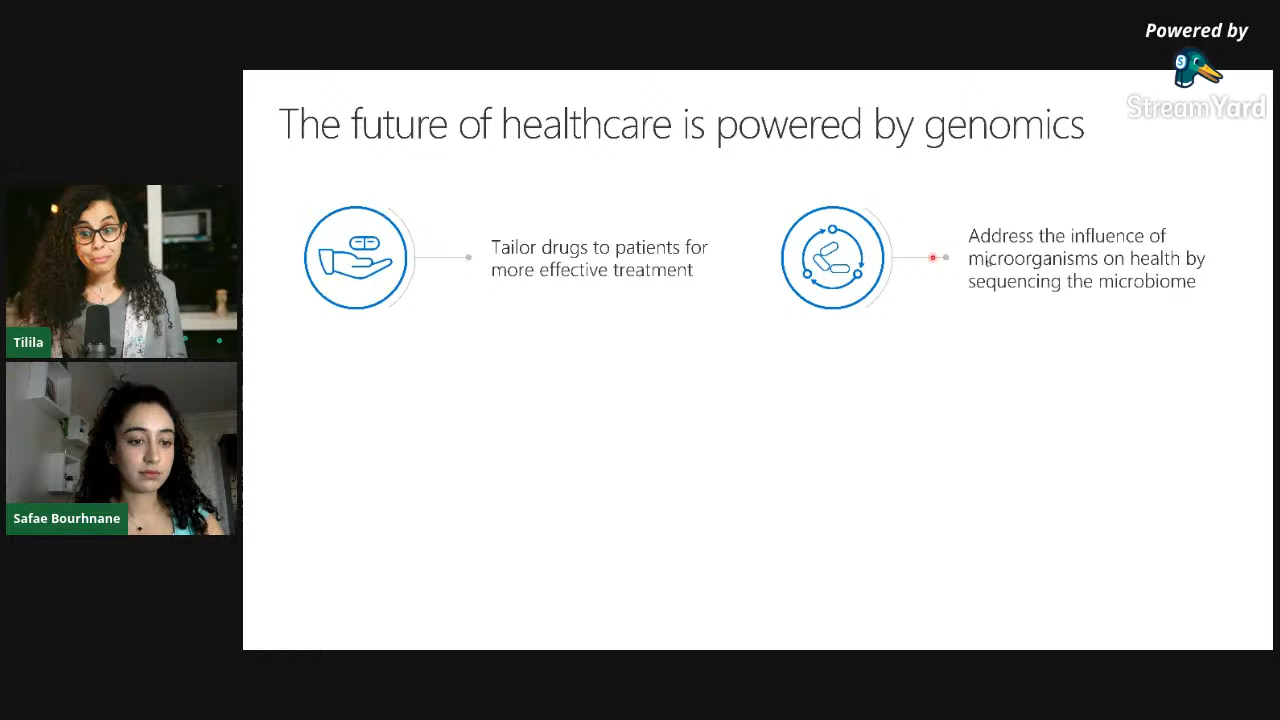 Powered by
StreamYard
The future of healthcare is powered by genomics
Tailor drugs to patients for
more effective treatment
Address the influence of
microorganisms on health by
sequencing the microbiome
Tilila
Safae Bourhnane